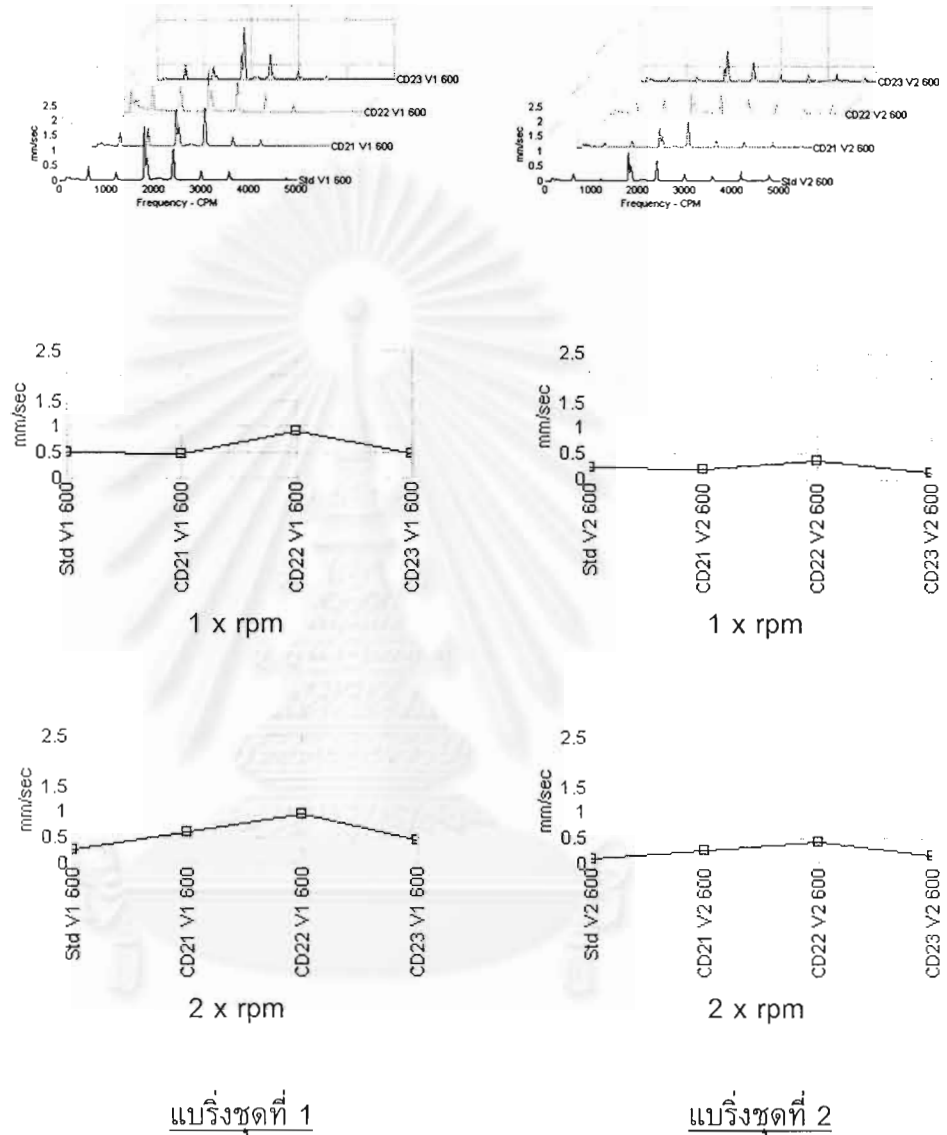 CD23 V1 600
CD22 V1 600
CD21 V1 600
Std V1 600
2.5
2
1.5
1
0.5
0
mm/sec
0 1000 2000 3000 4000 5000
Frequency - CPM
CD23 V2 600
CD22 V2 600
CD21 V2 600
Std V2 600
2.5
2
1.5
1
0.5
0
mm/sec
0 1000 2000 3000 4000 5000
Frequency - CPM
2.5
1.5
1
0.5
0
mm/sec
Std V1 600
CD21 V1 600
CD22 V1 600
CD23 V1 600
1 x rpm
2.5
1.5
1
0.5
0
mm/sec
Std V2 600
CD21 V2 600
CD22 V2 600
CD23 V2 600
1 x rpm
2.5
1.5
1
0.5
0
mm/sec
Std V1 600
CD21 V1 600
CD22 V1 600
CD23 V1 600
2 x rpm
2.5
1.5
1
0.5
0
mm/sec
Std V2 600
CD21 V2 600
CD22 V2 600
CD23 V2 600
2 x rpm
แบริ่งชุดที่ 1
แบริ่งชุดที่ 2